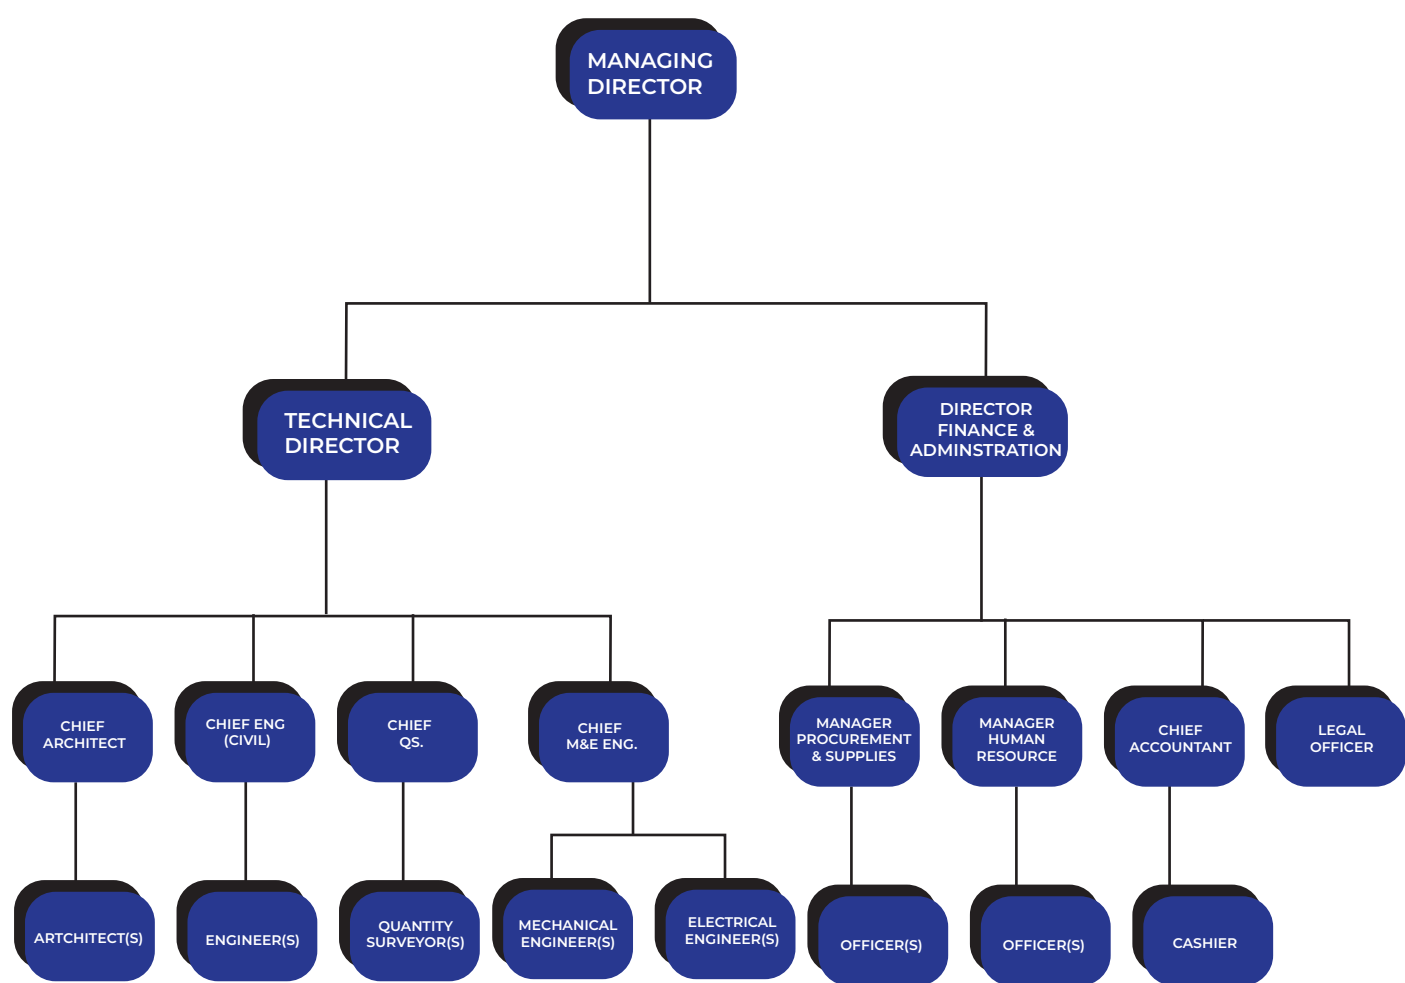 MANAGING
DIRECTOR
TECHNICAL
DIRECTOR
DIRECTOR
FINANCE &
ADMINSTRATION
CHIEF
ARCHITECT
CHIEF ENG
(CIVIL)
CHIEF
QS.
CHIEF
M&E ENG.
MANAGER
PROCUREMENT
& SUPPLIES
MANAGER
HUMAN
RESOURCE
CHIEF
ACCOUNTANT
LEGAL
OFFICER
ARTCHITECT(S)
ENGINEER(S)
QUANTITY
SURVEYOR(S)
MECHANICAL
ENGINEER(S)
ELECTRICAL
ENGINEER(S)
OFFICER(S)
OFFICER(S)
CASHIER